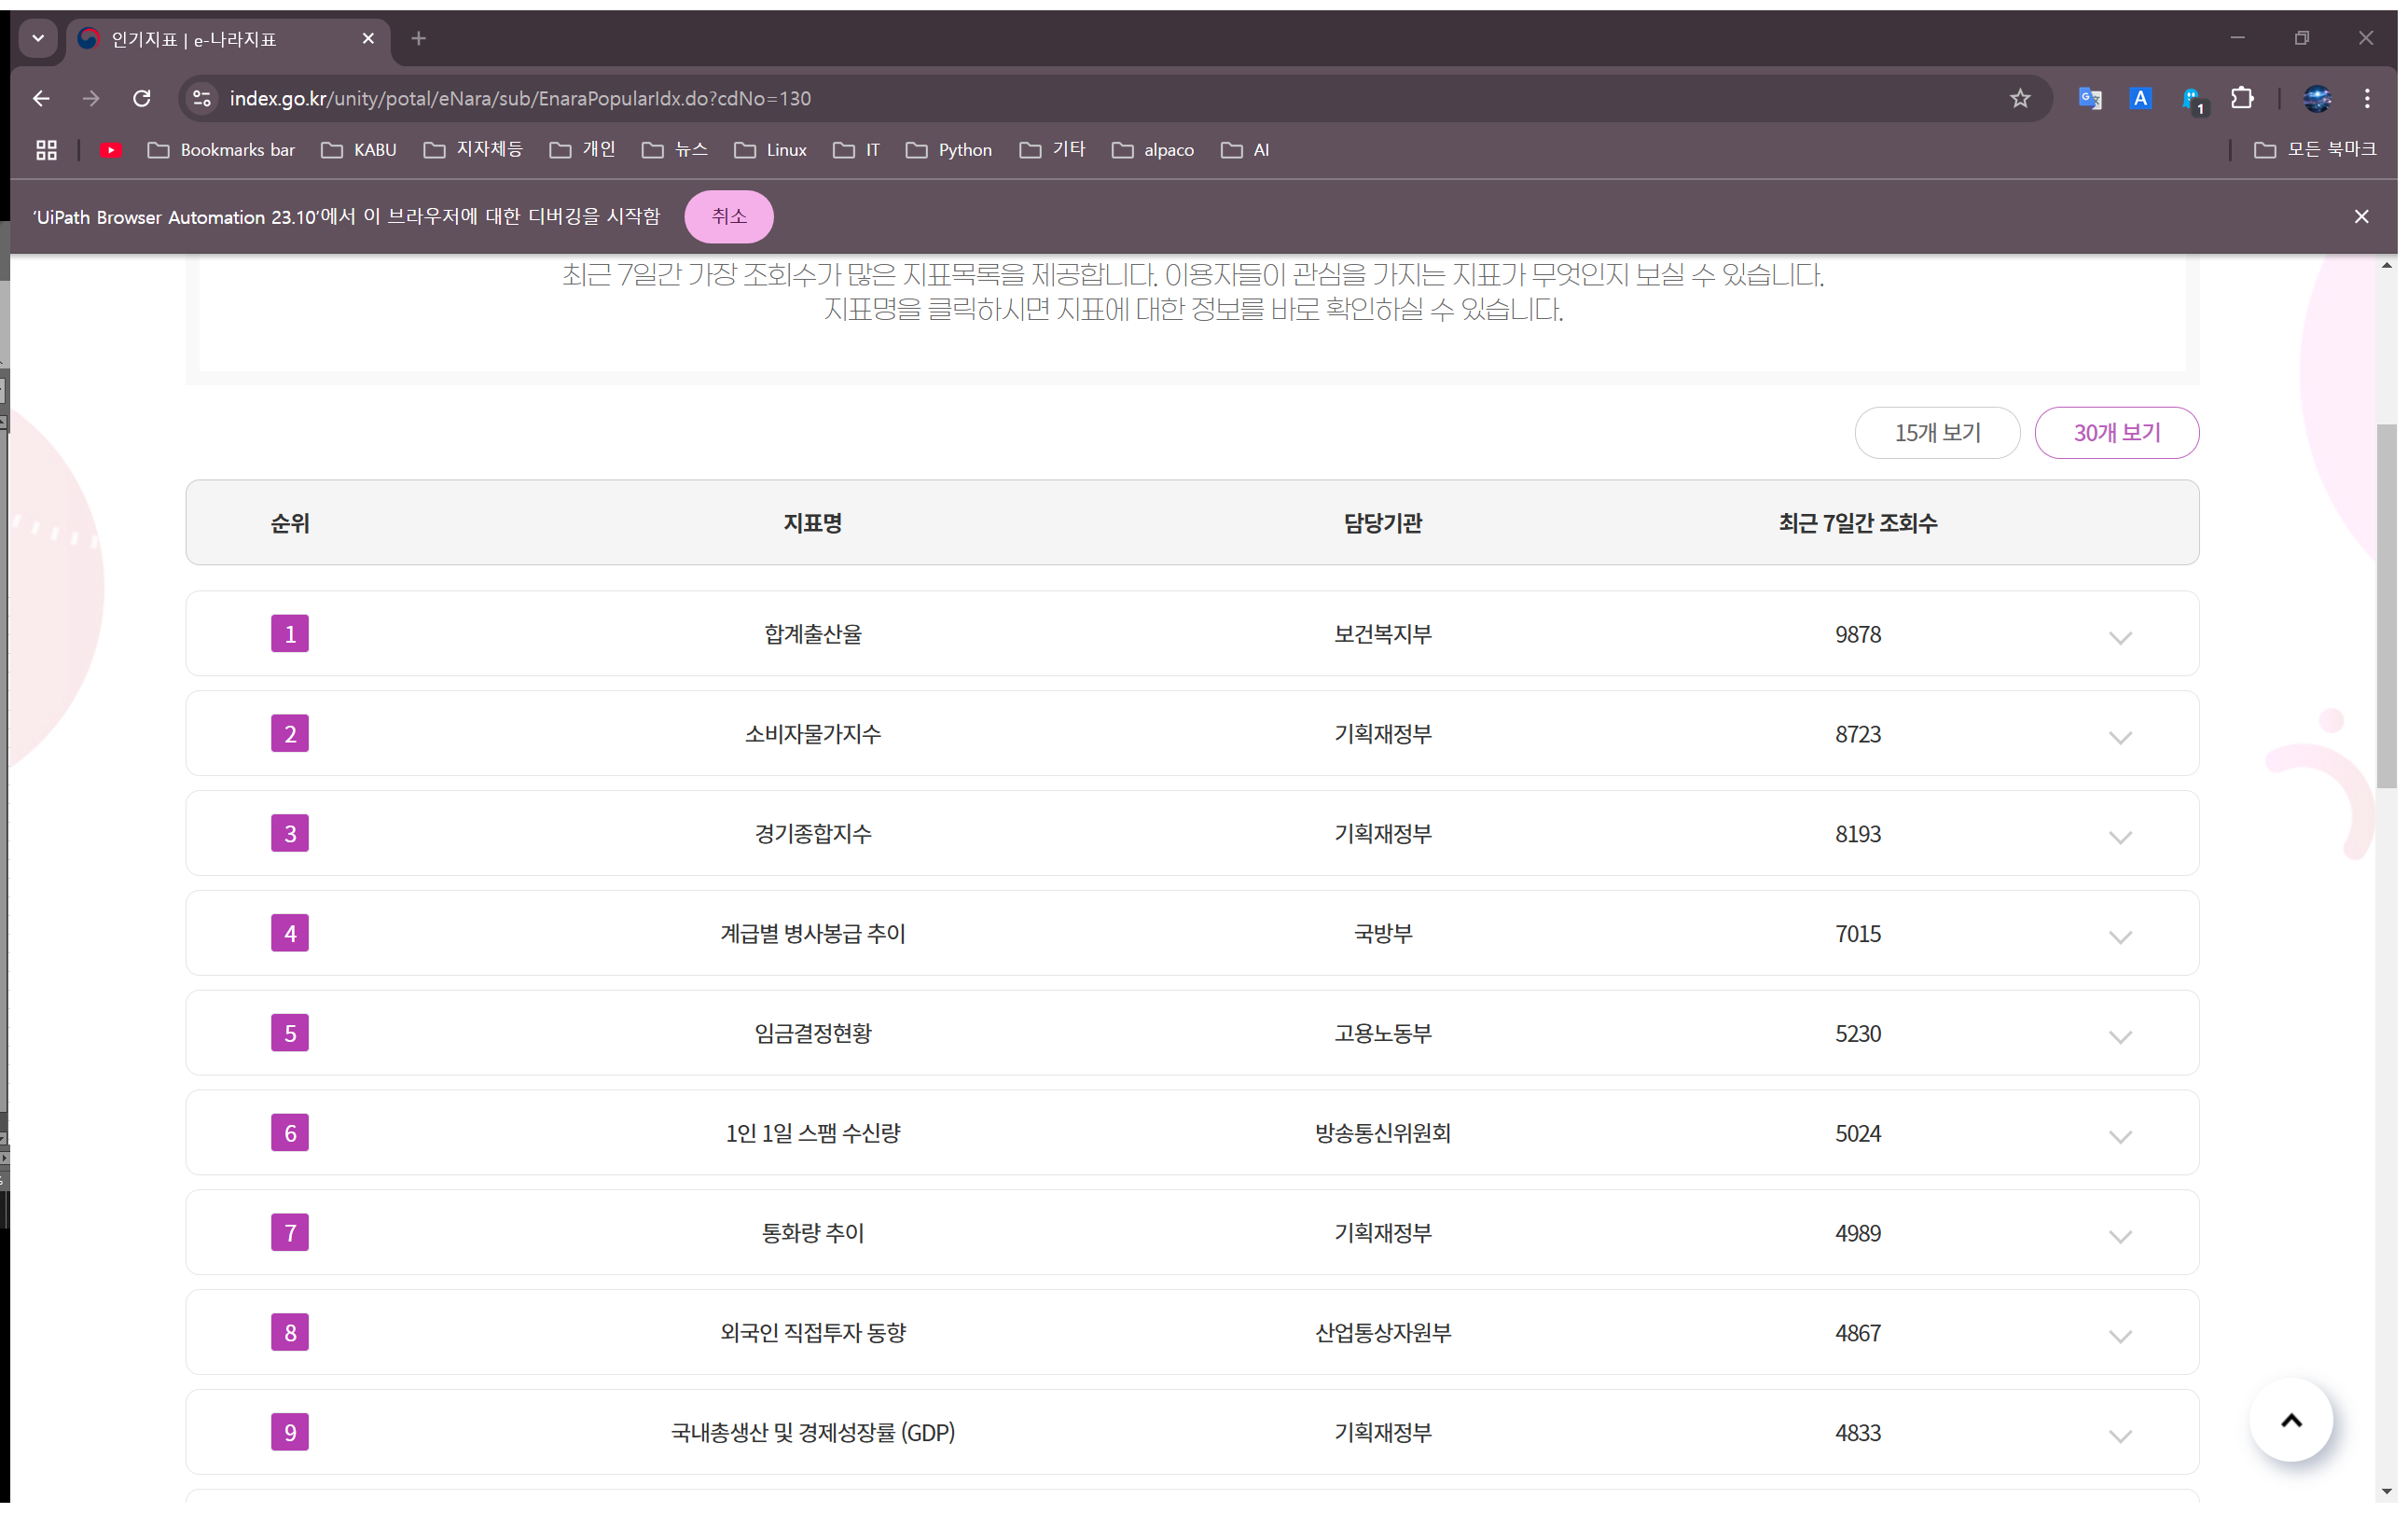 인기지표 | e-나라지표
index.go.kr/unity/potal/eNara/sub/EnaraPopularIdx.do?cdNo=130
1
Bookmarks bar KABU 지자체등 개인 뉴스 Linux IT Python 기타 alpaco AI 모든 북마크
'UiPath Browser Automation 23.10'에서 이 브라우저에 대한 디버깅을 시작함 취소
최근 7일간 가장 조회수가 많은 지표목록을 제공합니다. 이용자들이 관심을 가지는 지표가 무엇인지 보실 수 있습니다.
지표명을 클릭하시면 지표에 대한 정보를 바로 확인하실 수 있습니다.
15개 보기 30개 보기
순위 지표명 담당기관 최근 7일간 조회수
1 합계출산율 보건복지부 9878
2 소비자물가지수 기획재정부 8723
3 경기종합지수 기획재정부 8193
4 계급별 병사봉급 추이 국방부 7015
5 임금결정현황 고용노동부 5230
6 1인 1일 스팸 수신량 방송통신위원회 5024
7 통화량 추이 기획재정부 4989
8 외국인 직접투자 동향 산업통상자원부 4867
9 국내총생산 및 경제성장률 (GDP) 기획재정부 4833